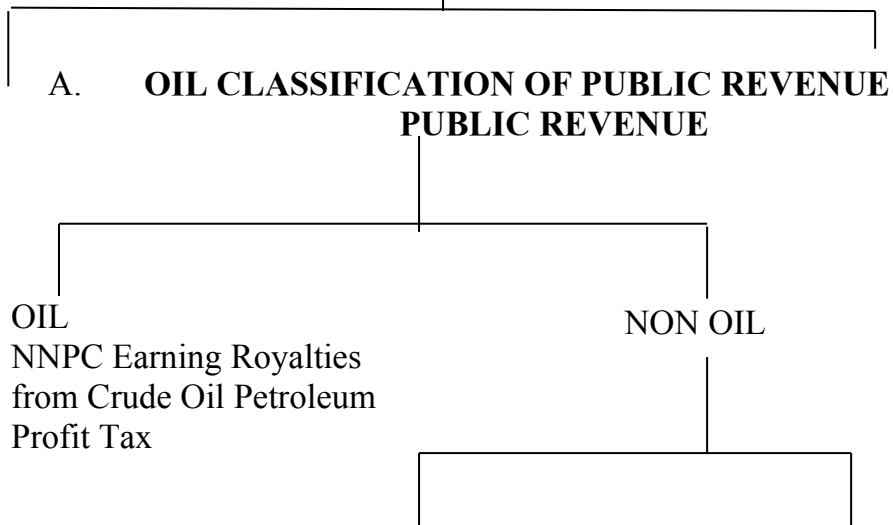 A. OIL CLASSIFICATION OF PUBLIC REVENUE
PUBLIC REVENUE
OIL
NNPC Earning Royalties
from Crude Oil Petroleum
Profit Tax
NON OIL